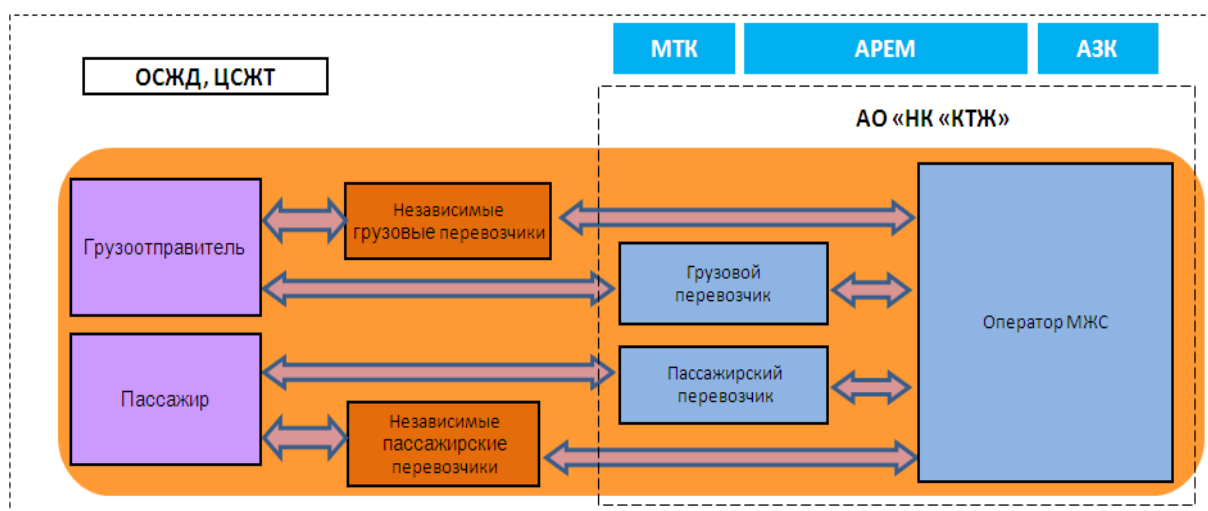 МТК
АРЕМ
АЗК
ОСЖД, ЦСЖТ
АО «НК «КТЖ»
Грузоотправитель
Независимые
грузовые перевозчики
Грузовой
перевозчик
Оператор МЖС
Пассажир
Пассажирский
перевозчик
Независимые
пассажирские
перевозчики